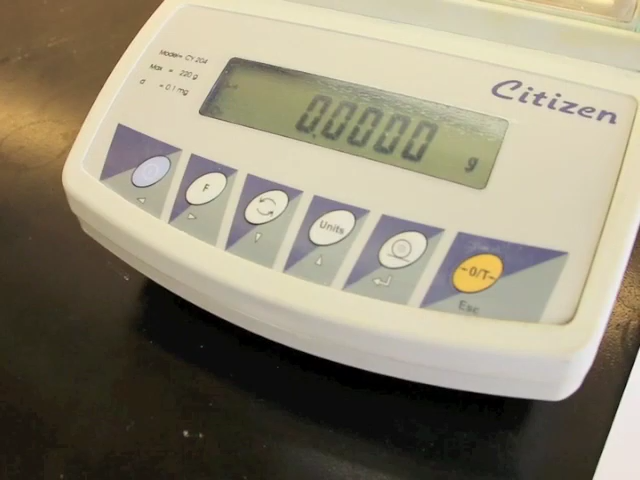 Model= CY 204
Max = 220 g
d = 0.1 mg
Citizen
0.0000 g
F
Units
-0/T-
Esc